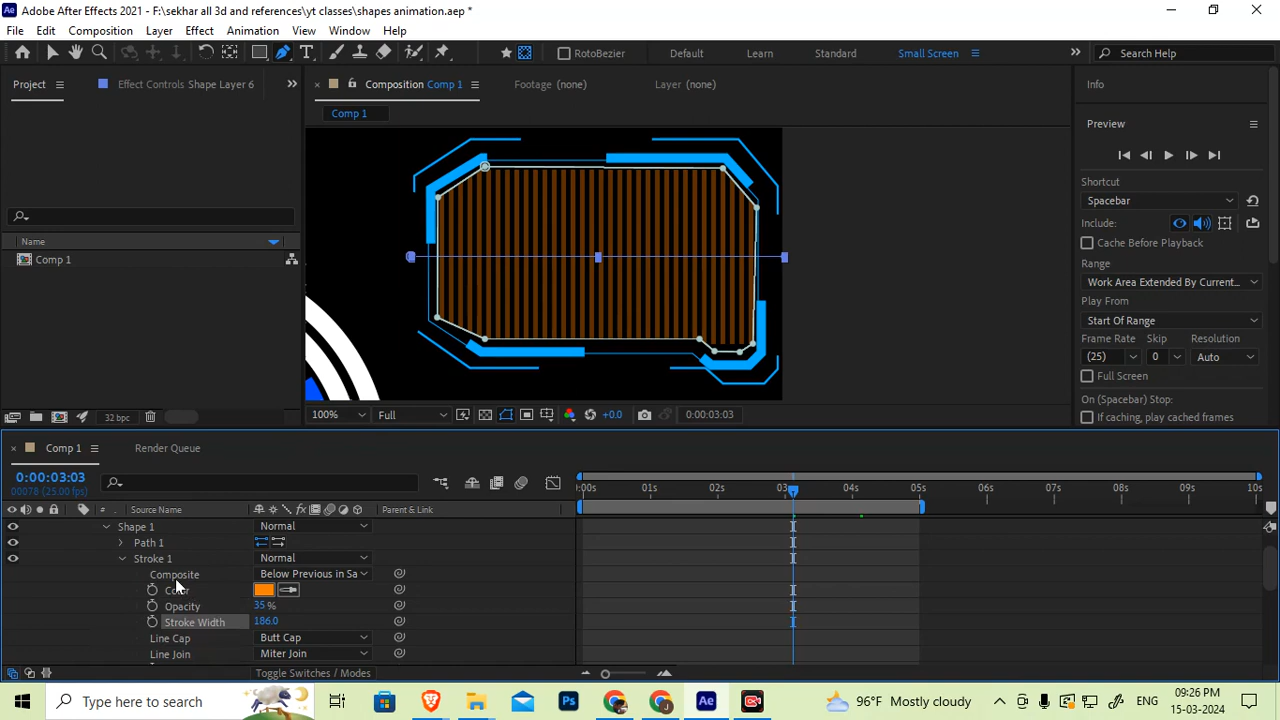 Adobe After Effects 2021 - F:\sekhar all 3d and references\yt classes\shapes animation.aep *
File Edit Composition Layer Effect Animation View Window Help
RotoBezier Default Learn Standard Small Screen Search Help
Project Effect Controls Shape Layer 6 Composition Comp 1 Footage (none) Layer (none) Info
Comp 1
Preview
Shortcut
Spacebar
Include:
Cache Before Playback
Range
Name
Comp 1
Work Area Extended By Current...
Play From
Start Of Range
Frame Rate Skip Resolution
(25) 0 Auto
Full Screen
On (Spacebar) Stop:
If caching, play cached frames
32 bpc 100% Full +0.0 0:00:03:03
Comp 1 Render Queue
0:00:03:03
00078 (25.00 fps)
:00s 01s 02s 03s 04s 05s 06s 07s 08s 09s 10s
# Source Name Parent & Link
Shape 1 Normal
Path 1
Stroke 1 Normal
Composite Below Previous in Sa
Color
Opacity 35 %
Stroke Width 186.0
Line Cap Butt Cap
Line Join Miter Join
Toggle Switches / Modes
Type here to search Ps Ae 96°F Mostly cloudy ENG 09:26 PM
15-03-2024